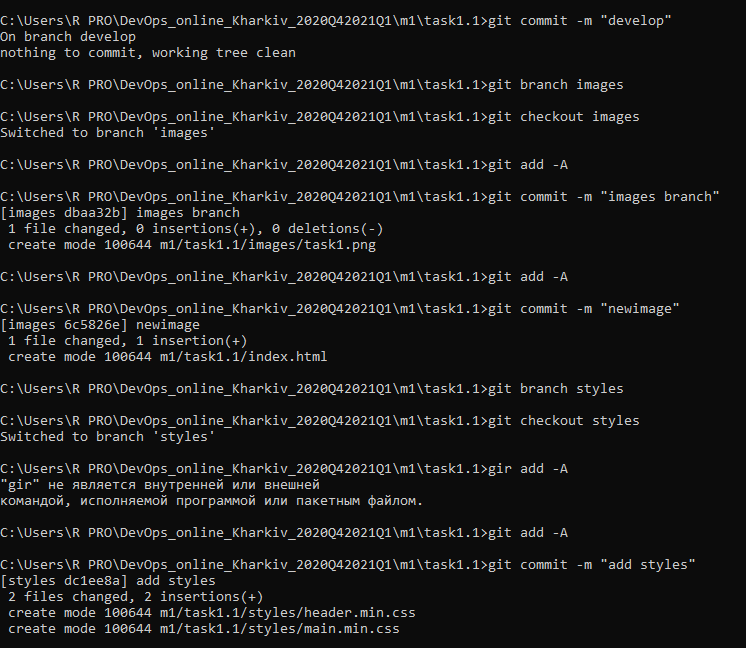 C:\Users\R PRO\DevOps_online_Kharkiv_2020Q42021Q1\m1\task1.1>git commit -m "develop"
On branch develop
nothing to commit, working tree clean
C:\Users\R PRO\DevOps_online_Kharkiv_2020Q42021Q1\m1\task1.1>git branch images
C:\Users\R PRO\DevOps_online_Kharkiv_2020Q42021Q1\m1\task1.1>git checkout images
Switched to branch 'images'
C:\Users\R PRO\DevOps_online_Kharkiv_2020Q42021Q1\m1\task1.1>git add -A
C:\Users\R PRO\DevOps_online_Kharkiv_2020Q42021Q1\m1\task1.1>git commit -m "images branch"
[images dbaa32b] images branch
 1 file changed, 0 insertions(+), 0 deletions(-)
 create mode 100644 m1/task1.1/images/task1.png
C:\Users\R PRO\DevOps_online_Kharkiv_2020Q42021Q1\m1\task1.1>git add -A
C:\Users\R PRO\DevOps_online_Kharkiv_2020Q42021Q1\m1\task1.1>git commit -m "newimage"
[images 6c5826e] newimage
 1 file changed, 1 insertion(+)
 create mode 100644 m1/task1.1/index.html
C:\Users\R PRO\DevOps_online_Kharkiv_2020Q42021Q1\m1\task1.1>git branch styles
C:\Users\R PRO\DevOps_online_Kharkiv_2020Q42021Q1\m1\task1.1>git checkout styles
Switched to branch 'styles'
C:\Users\R PRO\DevOps_online_Kharkiv_2020Q42021Q1\m1\task1.1>gir add -A
"gir" не является внутренней или внешней
командой, исполняемой программой или пакетным файлом.
C:\Users\R PRO\DevOps_online_Kharkiv_2020Q42021Q1\m1\task1.1>git add -A
C:\Users\R PRO\DevOps_online_Kharkiv_2020Q42021Q1\m1\task1.1>git commit -m "add styles"
[styles dc1ee8a] add styles
 2 files changed, 2 insertions(+)
 create mode 100644 m1/task1.1/styles/header.min.css
 create mode 100644 m1/task1.1/styles/main.min.css